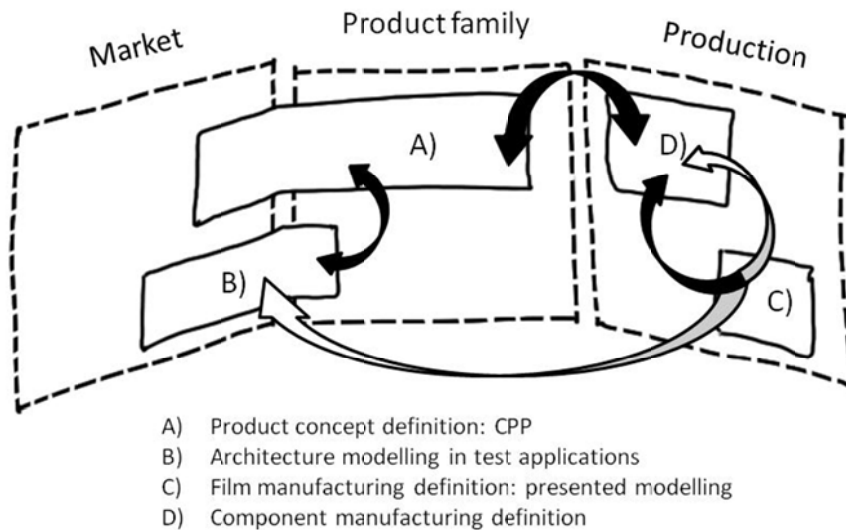 Market
Product family
Production
A)
B)
C)
D)
A) Product concept definition: CPP
B) Architecture modelling in test applications
C) Film manufacturing definition: presented modelling
D) Component manufacturing definition